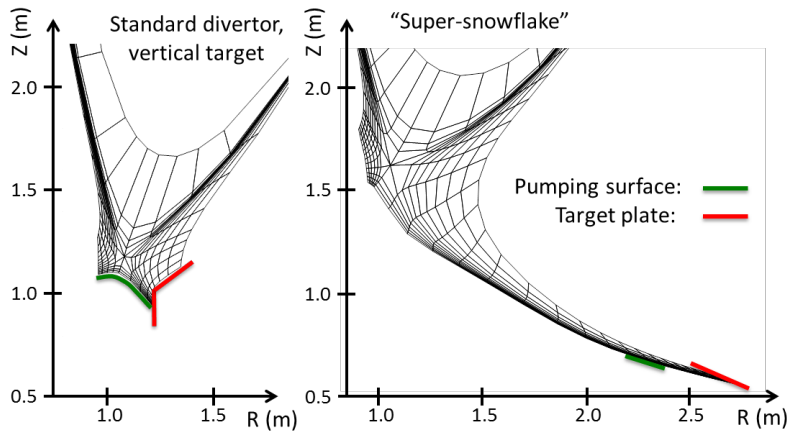 Standard divertor,
vertical target
Z (m)
2.0
1.5
1.0
0.5
1.0
1.5
R (m)
“Super-snowflake”
Z (m)
2.0
1.5
1.0
0.5
1.0
1.5
2.0
2.5
R (m)
Pumping surface:
Target plate: